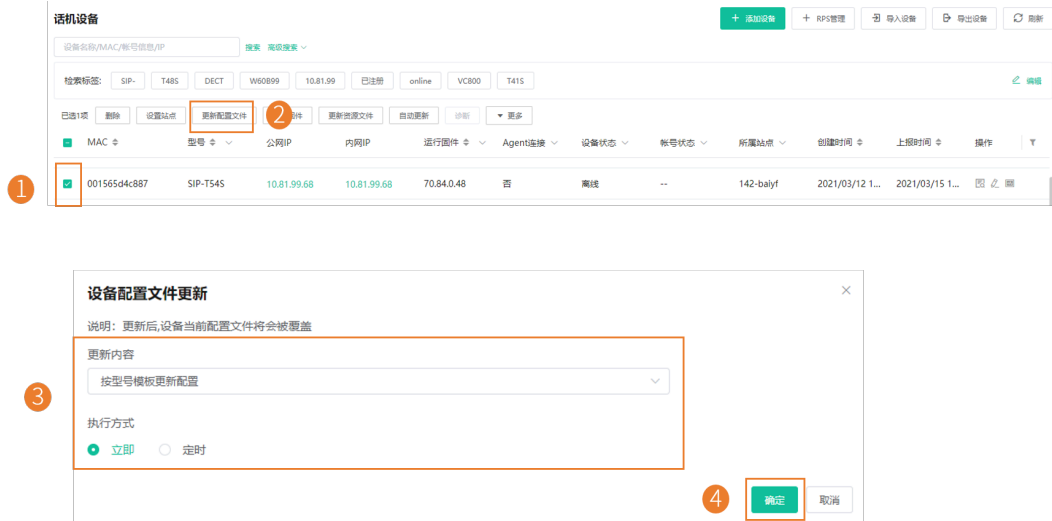 话机设备
添加设备 RPS管理 导入设备 导出设备 刷新
设备名称/MAC/帐号信息/IP 搜索 高级搜索
检索标签: SIP- T48S DECT W60B99 10.81.99 已注册 online VC800 T41S 编辑
已选1项 删除 设置站点 更新配置文件 2 件 更新资源文件 自动更新 诊断 更多
MAC 型号 公网IP 内网IP 运行固件 Agent连接 设备状态 帐号状态 所属站点 创建时间 上报时间 操作
1 001565d4c887 SIP-T54S 10.81.99.68 10.81.99.68 70.84.0.48 否 离线 -- 142-balyf 2021/03/12 1... 2021/03/15 1...
设备配置文件更新
说明：更新后,设备当前配置文件将会被覆盖
更新内容
按型号模板更新配置
3
执行方式
立即 定时
4 确定 取消